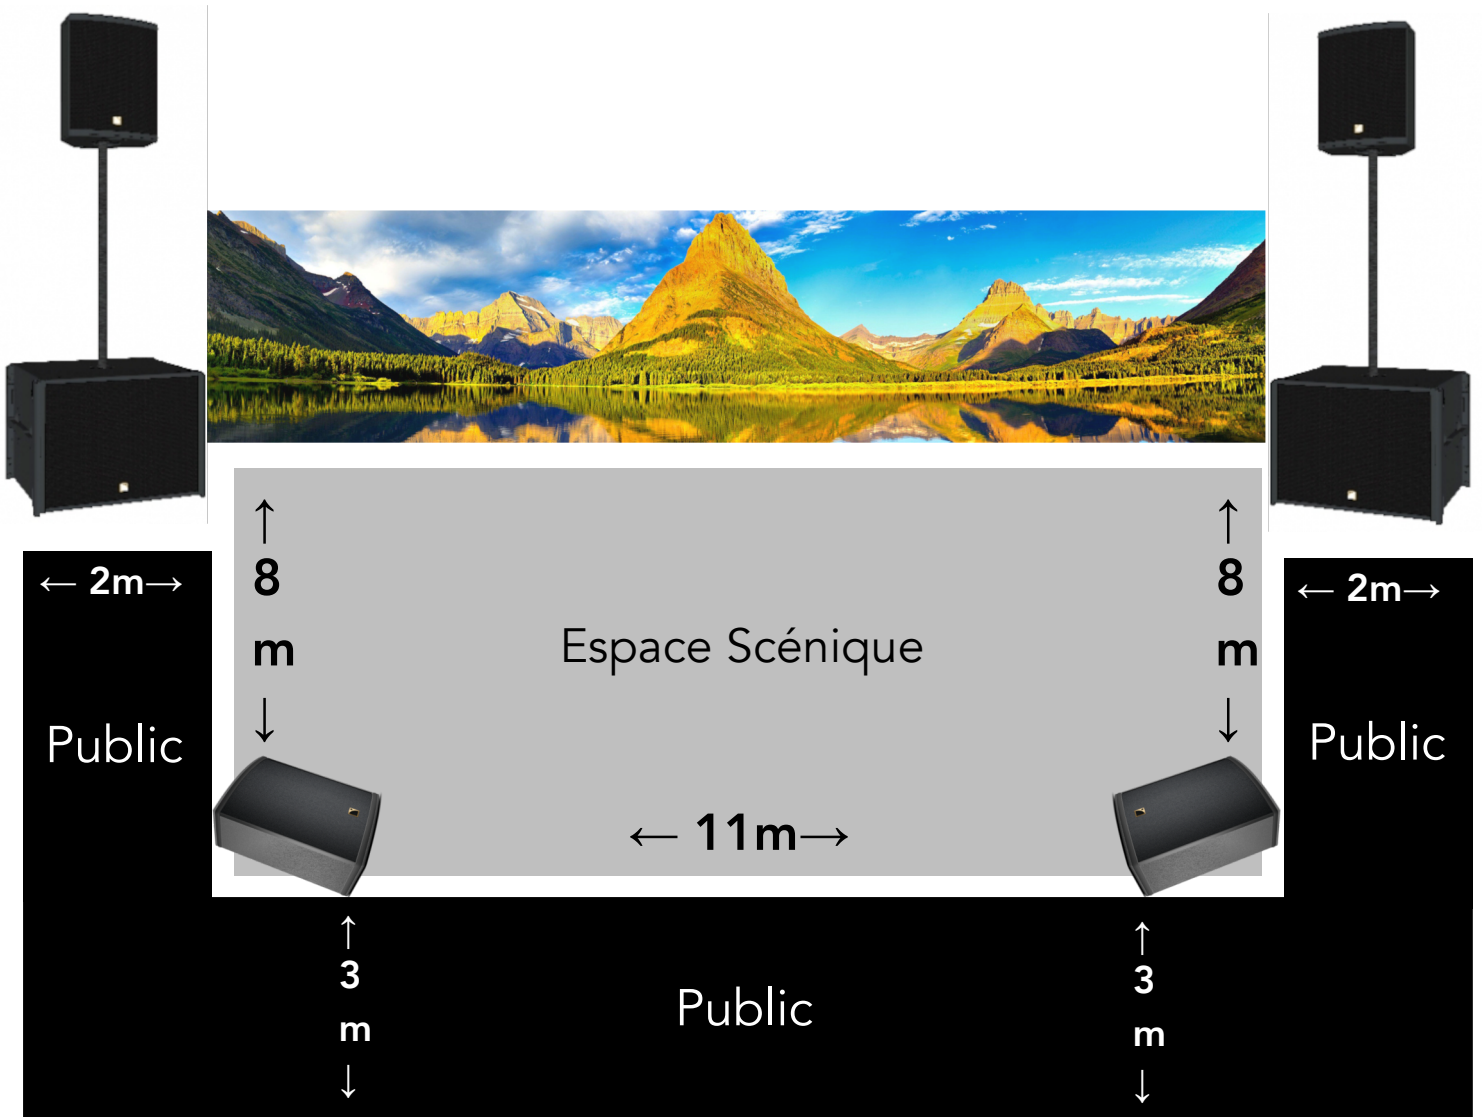 ← 2m→
↑
8
m
↓
↑
8
m
↓
← 2m→
Espace Scénique
Public
Public
← 11m→
↑
3
m
↓
Public
↑
3
m
↓